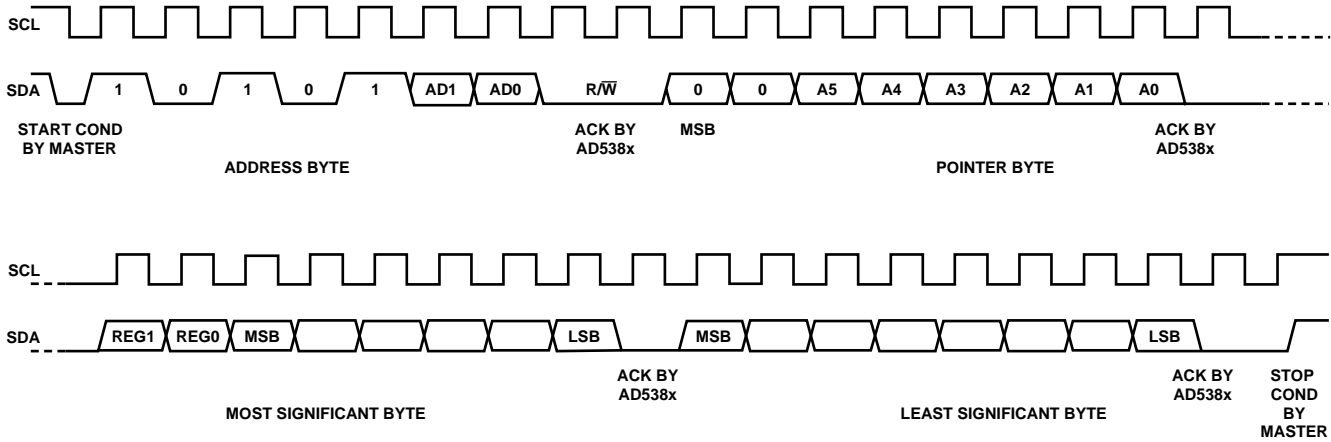 SCL
SDA 1 0 1 0 1 AD1 AD0 R/W̅ 0 0 A5 A4 A3 A2 A1 A0
START COND
BY MASTER
ACK BY
AD538x
MSB
ACK BY
AD538x
ADDRESS BYTE
POINTER BYTE
SCL
SDA REG1 REG0 MSB LSB MSB LSB
ACK BY
AD538x
ACK BY
AD538x
STOP
COND
BY
MASTER
MOST SIGNIFICANT BYTE
LEAST SIGNIFICANT BYTE